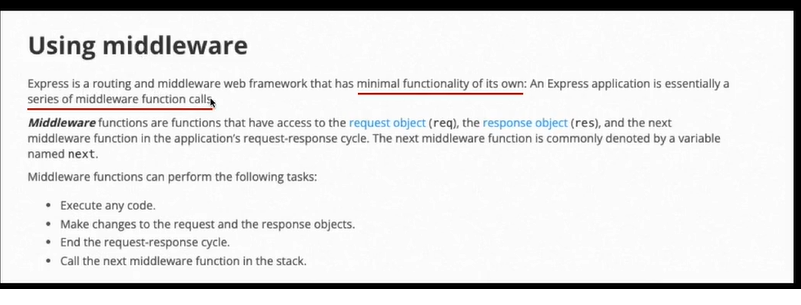 Using middleware
Express is a routing and middleware web framework that has minimal functionality of its own: An Express application is essentially a
series of middleware function calls.
Middleware functions are functions that have access to the request object (req), the response object (res), and the next
middleware function in the application's request-response cycle. The next middleware function is commonly denoted by a variable
named next.
Middleware functions can perform the following tasks:
• Execute any code.
• Make changes to the request and the response objects.
• End the request-response cycle.
• Call the next middleware function in the stack.